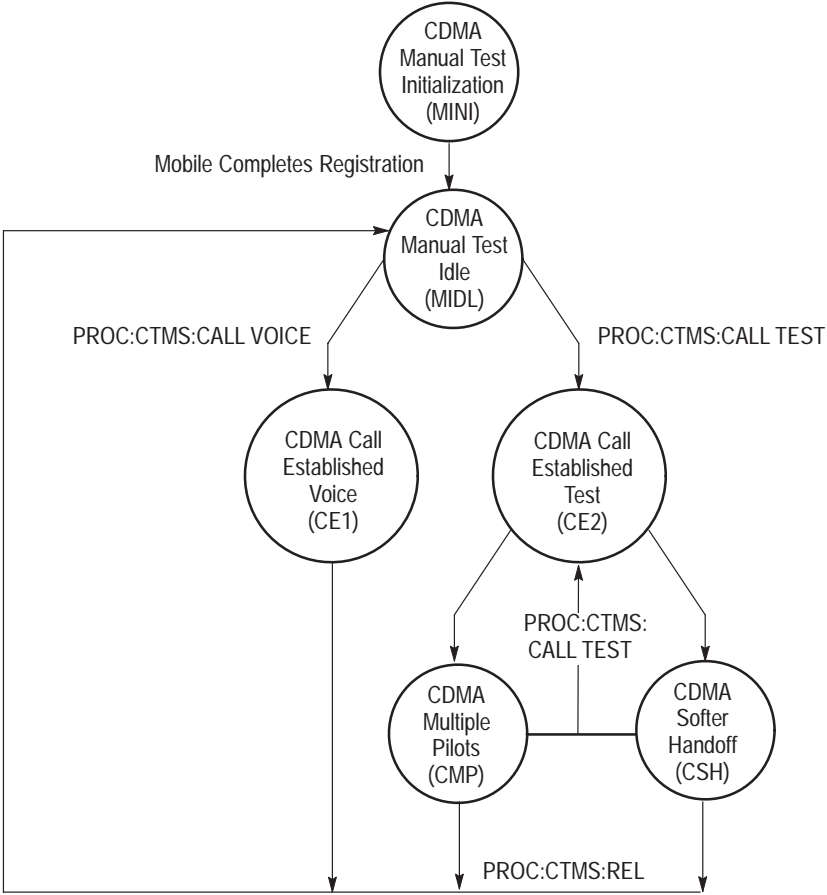 CDMA
Manual Test
Initialization
(MINI)
Mobile Completes Registration
CDMA
Manual Test
Idle
(MIDL)
PROC:CTMS:CALL VOICE
PROC:CTMS:CALL TEST
CDMA Call
Established
Voice
(CE1)
CDMA Call
Established
Test
(CE2)
PROC:CTMS:
CALL TEST
CDMA
Multiple
Pilots
(CMP)
CDMA
Softer
Handoff
(CSH)
PROC:CTMS:REL